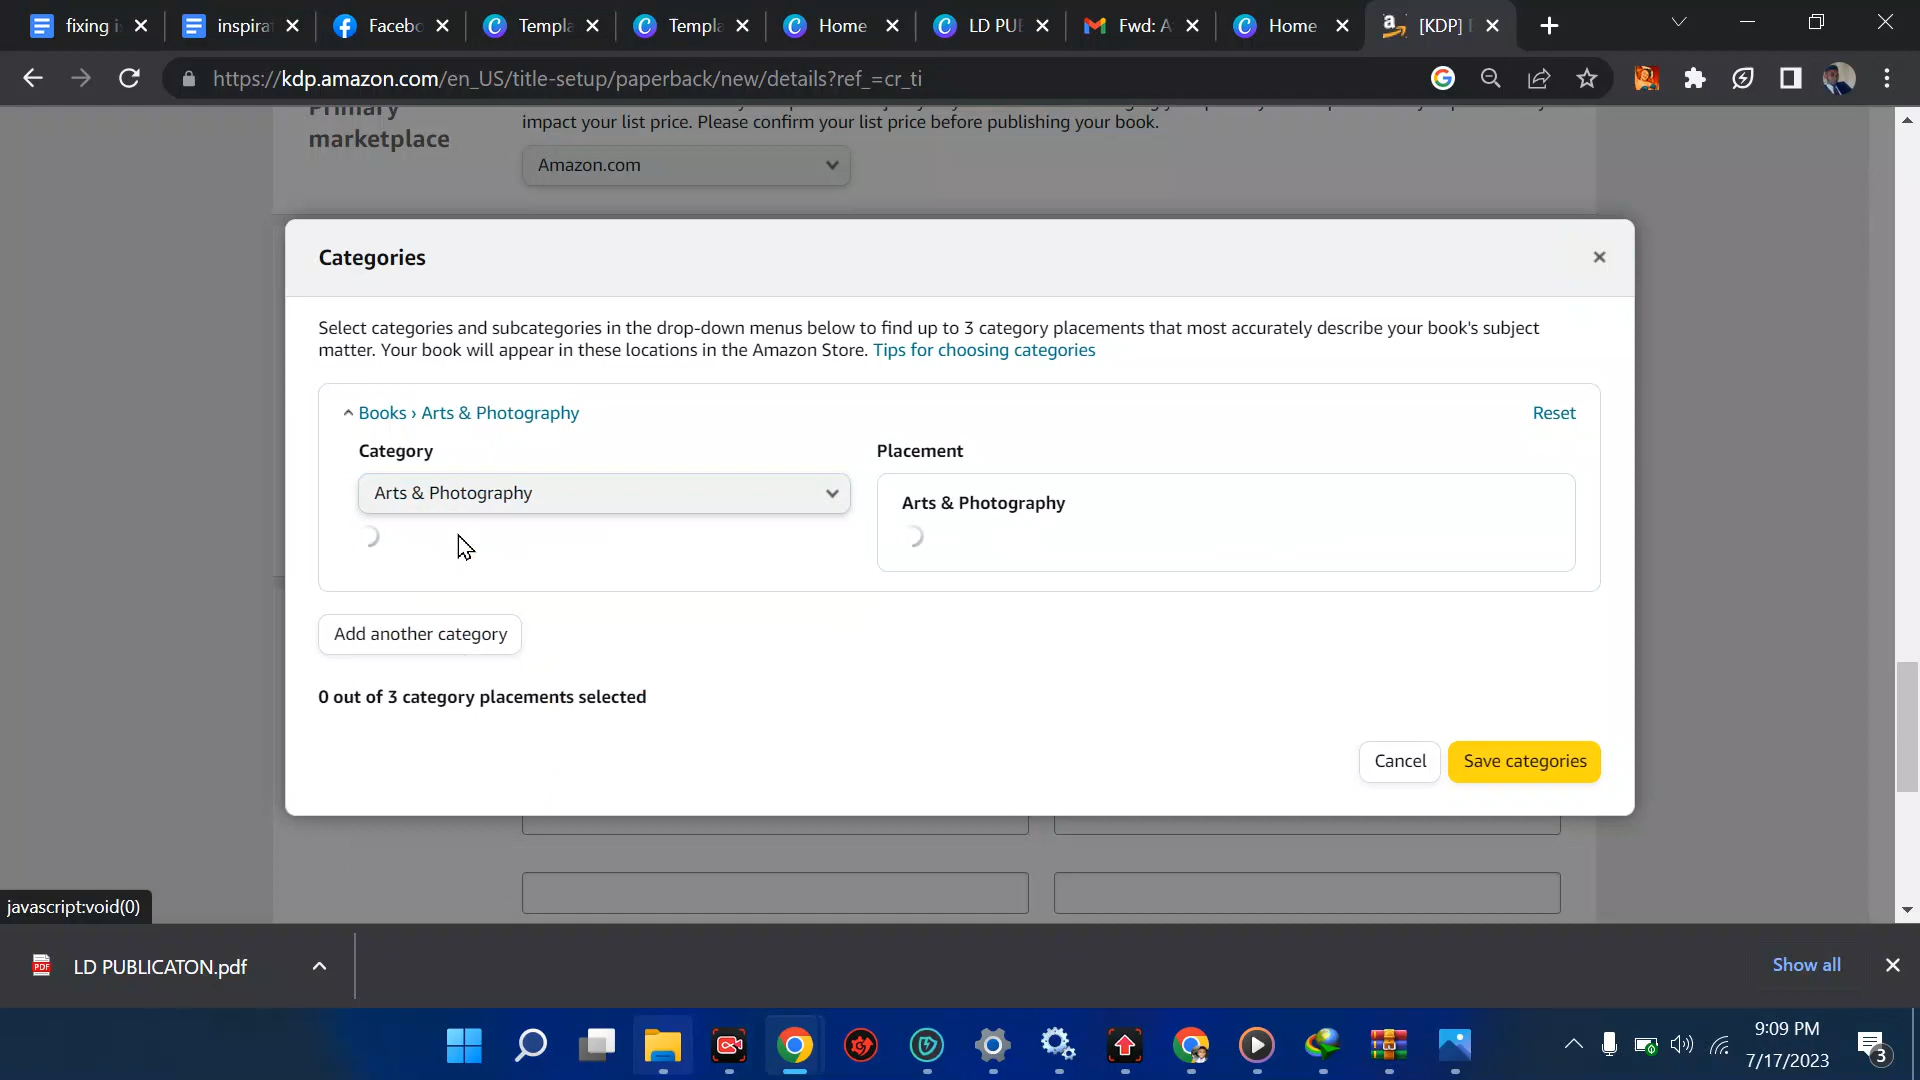 fixing i
inspirat
Facebo
Templa
Templa
Home
LD PUE
Fwd: A
Home
[KDP]
https://kdp.amazon.com/en_US/title-setup/paperback/new/details?ref_=cr_ti
Primary
marketplace
impact your list price. Please confirm your list price before publishing your book.
Amazon.com
Categories
Select categories and subcategories in the drop-down menus below to find up to 3 category placements that most accurately describe your book's subject
matter. Your book will appear in these locations in the Amazon Store. Tips for choosing categories
Books › Arts & Photography
Reset
Category
Placement
Arts & Photography
Arts & Photography
Add another category
0 out of 3 category placements selected
Cancel
Save categories
javascript:void(0)
PDF
LD PUBLICATON.pdf
Show all
9:09 PM
7/17/2023
3